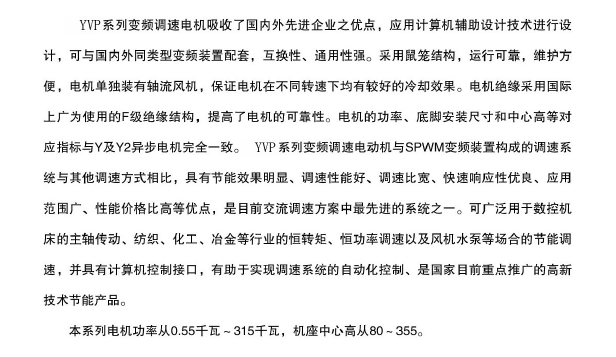 YVP系列变频调速电机吸收了国内外先进企业之优点，应用计算机辅助设计技术进行设
计，可与国内外同类型变频装置配套，互换性、通用性强。采用鼠笼结构，运行可靠，维护方
便，电机单独装有轴流风机，保证电机在不同转速下均有较好的冷却效果。电机绝缘采用国际
上广为使用的F级绝缘结构，提高了电机的可靠性。电机的功率、底脚安装尺寸和中心高等对
应指标与Y及Y2异步电机完全一致。 YVP系列变频调速电动机与SPWM变频装置构成的调速系
统与其他调速方式相比，具有节能效果明显、调速性能好、调速比宽、快速响应性优良、应用
范围广、性能价格比高等优点，是目前交流调速方案中最先进的系统之一。可广泛用于数控机
床的主轴传动、纺织、化工、冶金等行业的恒转矩、恒功率调速以及风机水泵等场合的节能调
速，并具有计算机控制接口，有助于实现调速系统的自动化控制、是国家目前重点推广的高新
技术节能产品。
本系列电机功率从0.55千瓦～315千瓦，机座中心高从80～355。